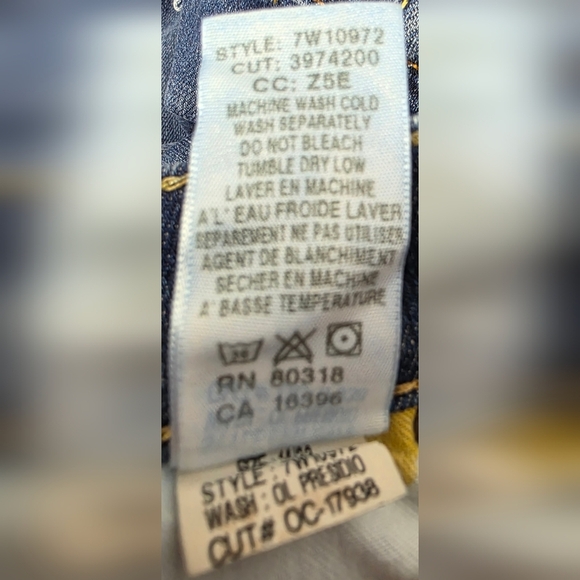 STYLE: 7W10972
CUT: 3974200
CC: Z5E
MACHINE WASH COLD
WASH SEPARATELY
DO NOT BLEACH
TUMBLE DRY LOW
LAVER EN MACHINE
A'L' EAU FROIDE LAVER
SEPAREMENT NE PAS UTILISER
AGENT DE BLANCHIMENT
SECHER EN MACHINE
A' BASSE TEMPERATURE
30
RN 80318
CA 16396
STYLE: 7W10972
WASH: OL PRESIDIO
CUT# OC-17938